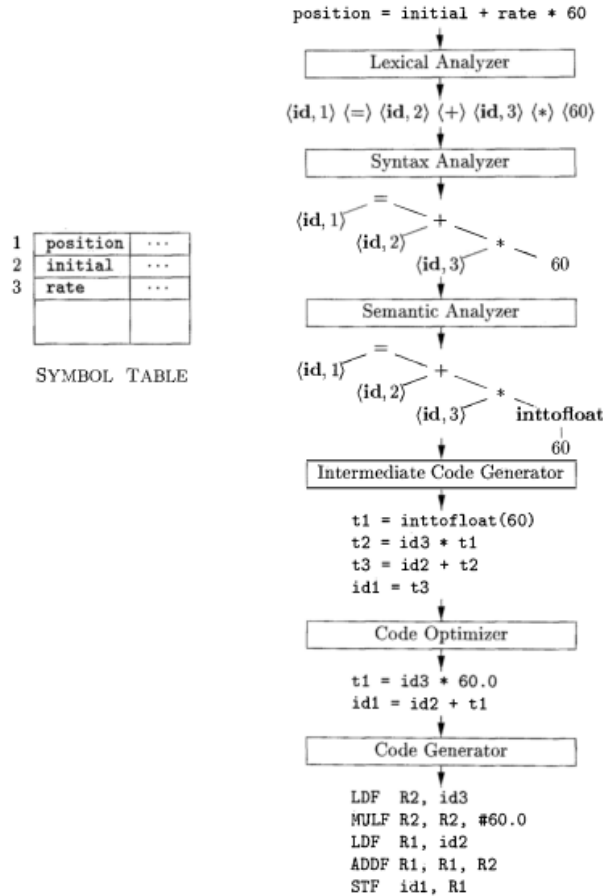 position = initial + rate * 60
Lexical Analyzer
⟨id, 1⟩ ⟨=⟩ ⟨id, 2⟩ ⟨+⟩ ⟨id, 3⟩ ⟨*⟩ ⟨60⟩
Syntax Analyzer
=
⟨id, 1⟩ +
⟨id, 2⟩ *
⟨id, 3⟩ 60
1 position ...
2 initial ...
3 rate ...
SYMBOL TABLE
Semantic Analyzer
=
⟨id, 1⟩ +
⟨id, 2⟩ *
⟨id, 3⟩ inttofloat
60
Intermediate Code Generator
t1 = inttofloat(60)
t2 = id3 * t1
t3 = id2 + t2
id1 = t3
Code Optimizer
t1 = id3 * 60.0
id1 = id2 + t1
Code Generator
LDF R2, id3
MULF R2, R2, #60.0
LDF R1, id2
ADDF R1, R1, R2
STF id1, R1